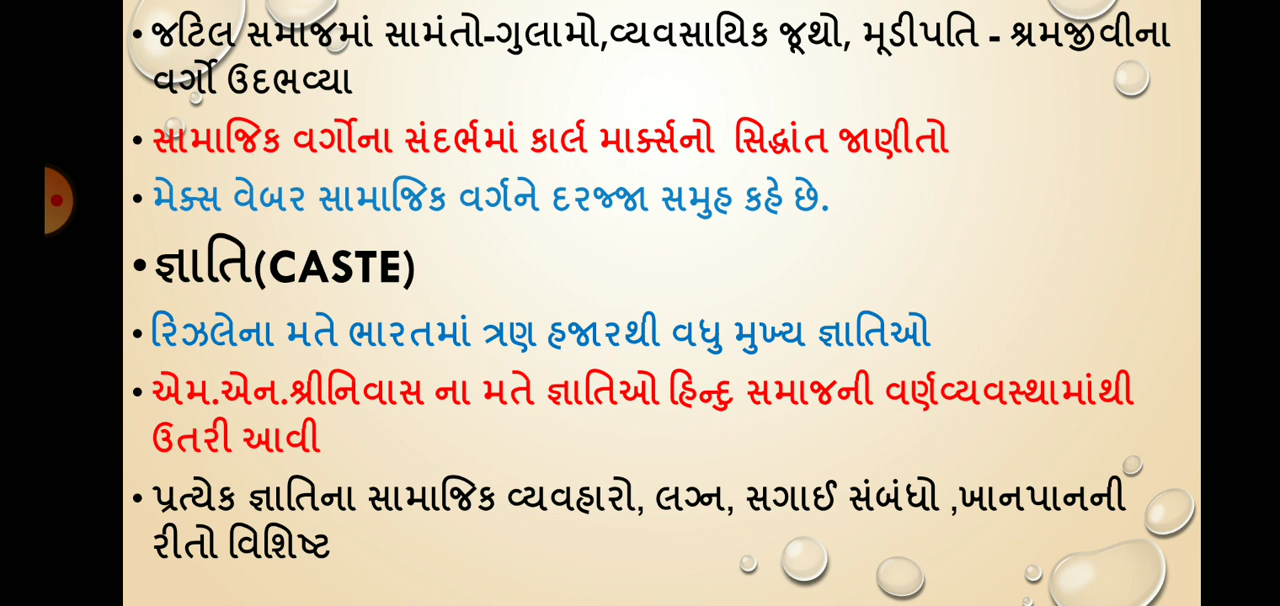 • જટિલ સમાજમાં સામંતો-ગુલામો,વ્યવસાયિક જૂથો, મૂડીપતિ - શ્રમજીવીના
વર્ગો ઉદભવ્યા
• સામાજિક વર્ગોના સંદર્ભમાં કાર્લ માર્ક્સનો સિદ્ધાંત જાણીતો
• મેક્સ વેબર સામાજિક વર્ગને દરજ્જા સમુહ કહે છે.
• જ્ઞાતિ(CASTE)
• રિઝલેના મતે ભારતમાં ત્રણ હજારથી વધુ મુખ્ય જ્ઞાતિઓ
• એમ.એન.શ્રીનિવાસ ના મતે જ્ઞાતિઓ હિન્દુ સમાજની વર્ણવ્યવસ્થામાંથી
ઉતરી આવી
• પ્રત્યેક જ્ઞાતિના સામાજિક વ્યવહારો, લગ્ન, સગાઈ સંબંધો ,ખાનપાનની
રીતો વિશિષ્ટ